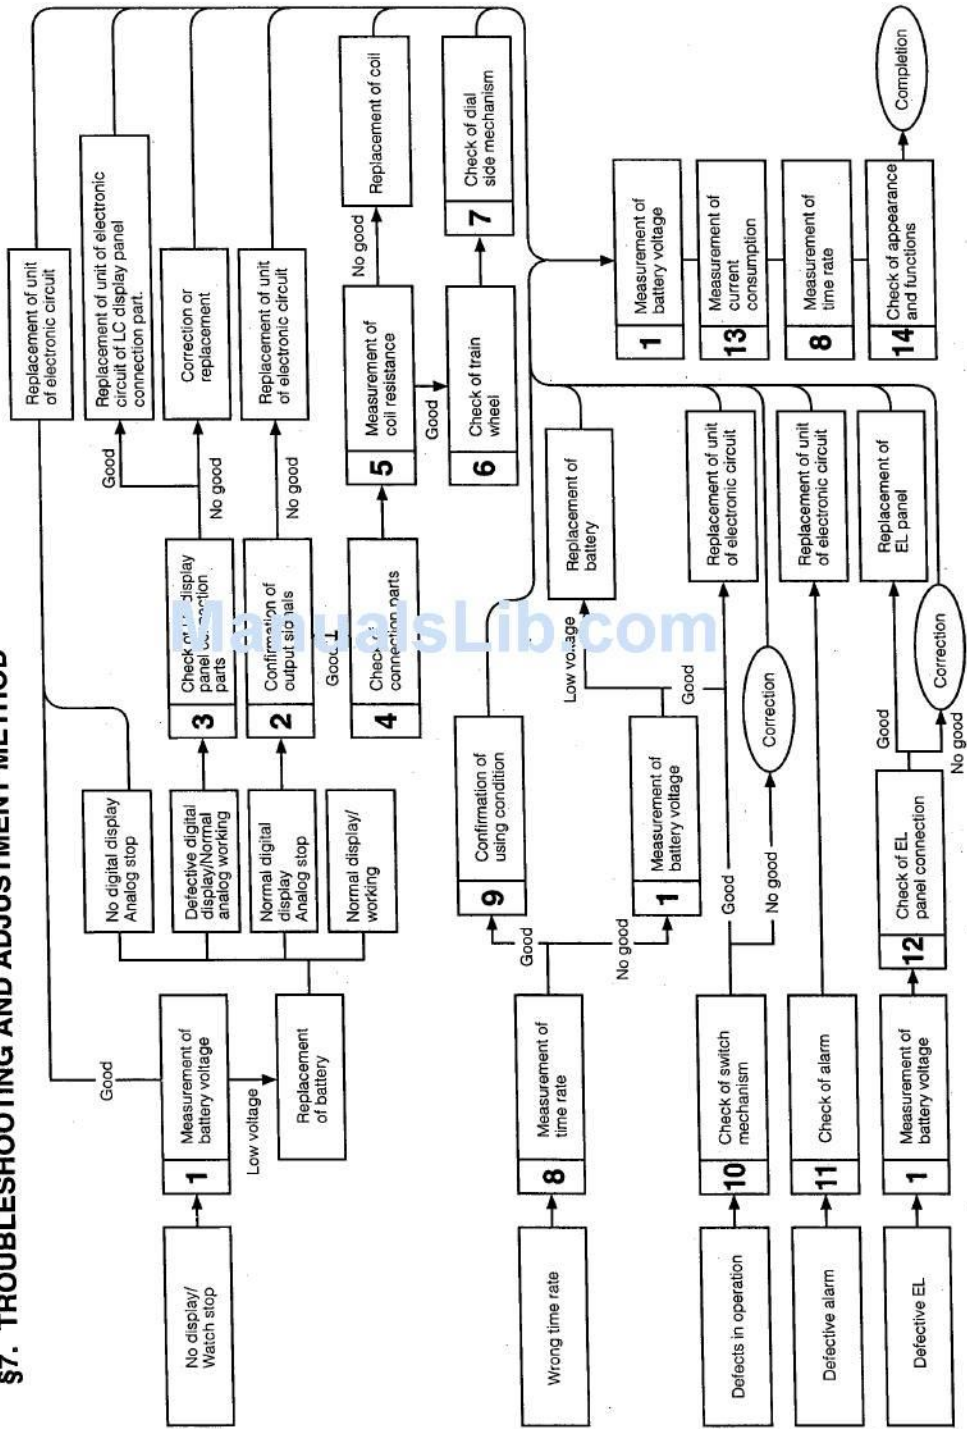 §7. TROUBLESHOOTING AND ADJUSTMENT METHOD
No display/
Watch stop
1
Measurement of
battery voltage
Good
Low voltage
Replacement
of battery
No digital display
Analog stop
Defective digital
display/Normal
analog working
Normal digital
display
Analog stop
Normal display/
working
3
Check of LC display
panel connection
parts
2
Confirmation of
output signals
Good
4
Check of
connection parts
Good
No good
No good
Replacement of unit
of electronic circuit
Replacement of unit of electronic
circuit of LC display panel
connection part.
Correction or
replacement
Replacement of unit
of electronic circuit
5
Measurement of
coil resistance
No good
Replacement of coil
Good
6
Check of train
wheel
7
Check of dial
side mechanism
Wrong time rate
8
Measurement of
time rate
Good
No good
9
Confirmation of
using condition
1
Measurement of
battery voltage
Low voltage
Good
Replacement of
battery
Defects in operation
10
Check of switch
mechanism
Good
No good
Replacement of unit
of electronic circuit
Correction
Defective alarm
11
Check of alarm
Replacement of unit
of electronic circuit
Defective EL
1
Measurement of
battery voltage
12
Check of EL
panel connection
Good
No good
Replacement of
EL panel
Correction
1
Measurement of
battery voltage
13
Measurement of
current
consumption
8
Measurement of
time rate
14
Check of appearance
and functions
Completion
ManualsLib.com